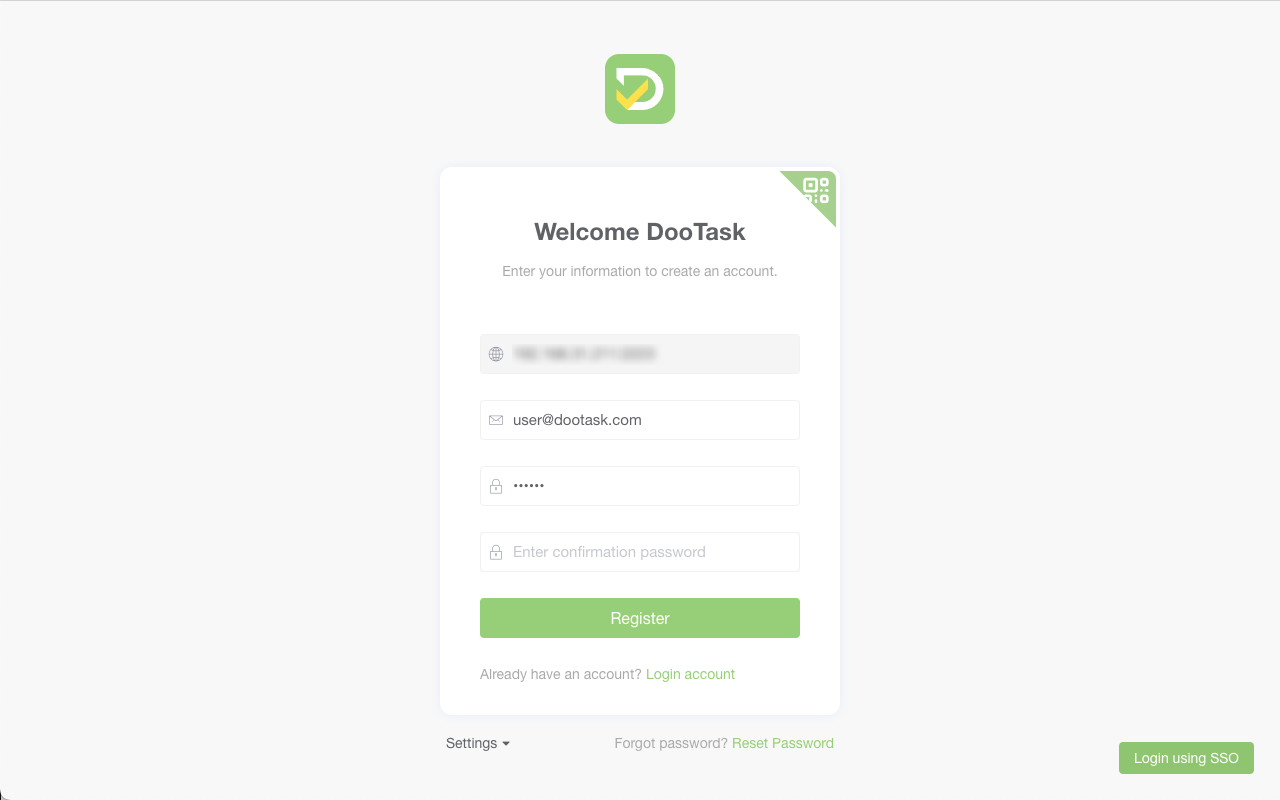 Welcome DooTask
Enter your information to create an account.
user@dootask.com
••••••
Enter confirmation password
Register
Already have an account? Login account
Settings
Forgot password? Reset Password
Login using SSO